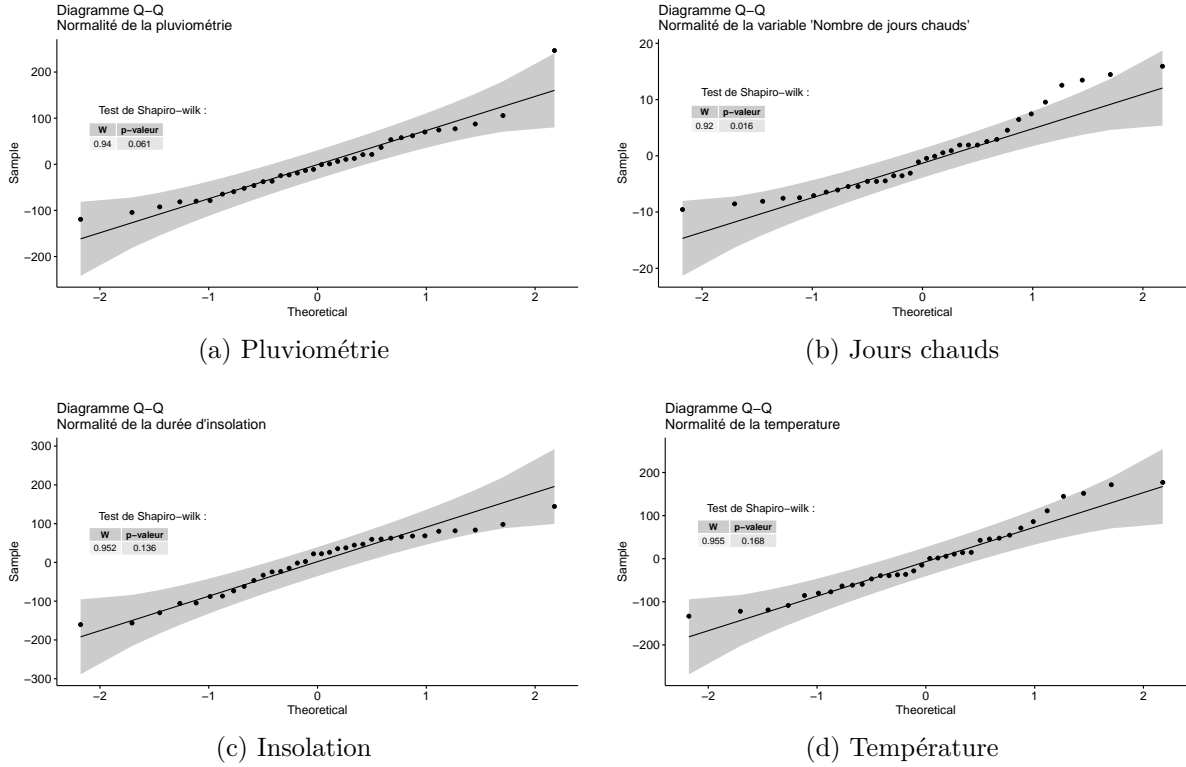 Diagramme Q−Q
Normalité de la pluviométrie
Test de Shapiro−wilk :
W p−valeur
0.94 0.061
Sample
200
100
0
−100
−200
−2 −1 0 1 2
Theoretical
(a) Pluviométrie
Diagramme Q−Q
Normalité de la variable 'Nombre de jours chauds'
Test de Shapiro−wilk :
W p−valeur
0.92 0.016
Sample
20
10
0
−10
−20
−2 −1 0 1 2
Theoretical
(b) Jours chauds
Diagramme Q−Q
Normalité de la durée d'insolation
Test de Shapiro−wilk :
W p−valeur
0.952 0.136
Sample
300
200
100
0
−100
−200
−300
−2 −1 0 1 2
Theoretical
(c) Insolation
Diagramme Q−Q
Normalité de la temperature
Test de Shapiro−wilk :
W p−valeur
0.955 0.168
Sample
200
100
0
−100
−200
−2 −1 0 1 2
Theoretical
(d) Température